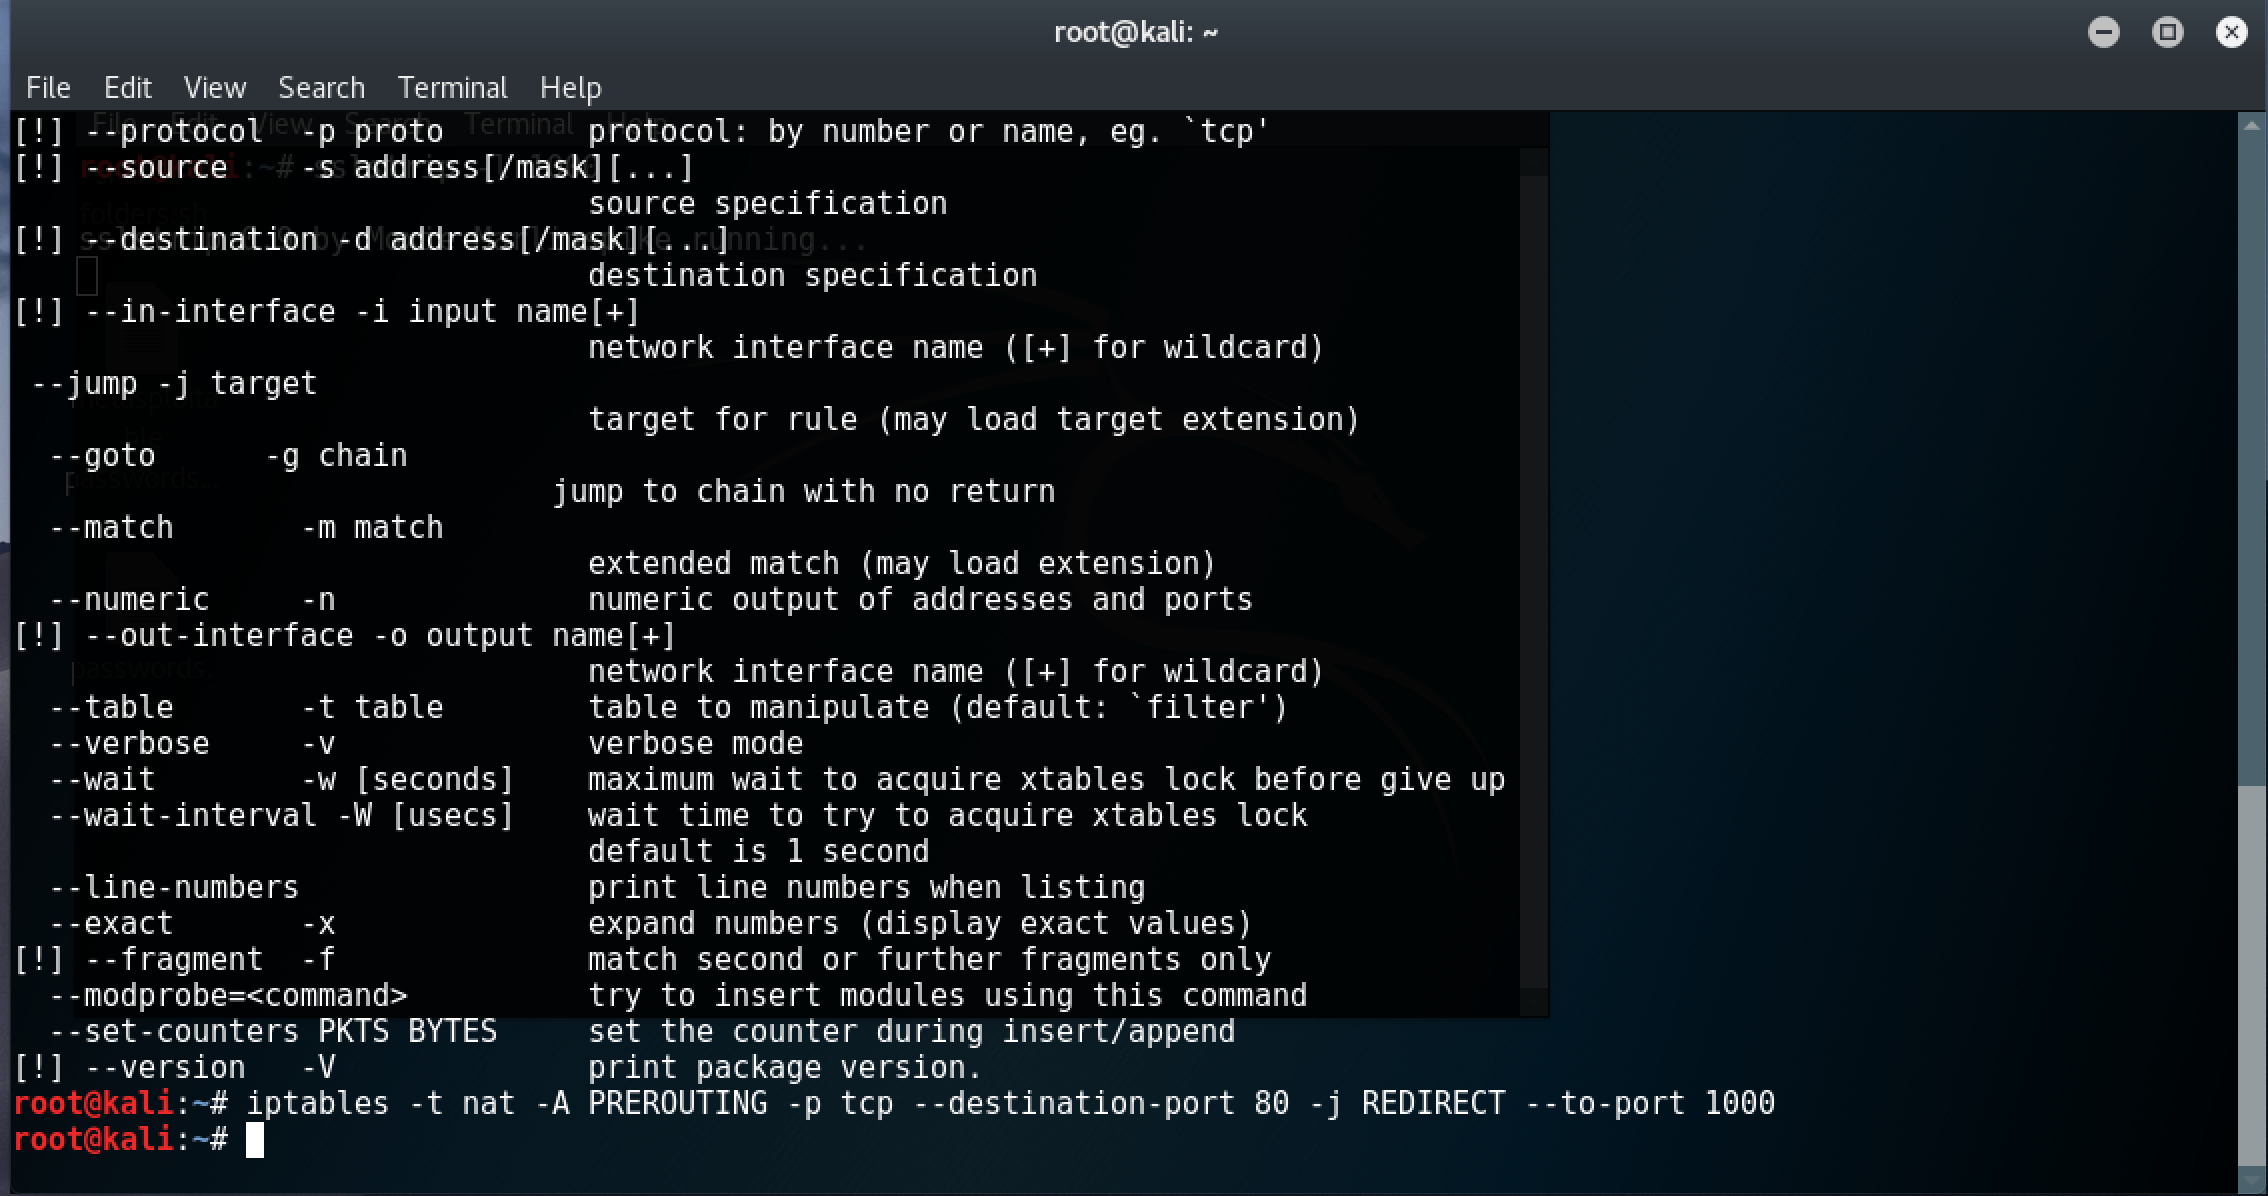 root@kali: ~
File Edit View Search Terminal Help
[!] --protocol  -p proto        protocol: by number or name, eg. `tcp'
[!] --source    -s address[/mask][...]
                                source specification
[!] --destination -d address[/mask][...]
                                destination specification
[!] --in-interface -i input name[+]
                                network interface name ([+] for wildcard)
 --jump -j target
                                target for rule (may load target extension)
  --goto      -g chain
                              jump to chain with no return
  --match       -m match
                                extended match (may load extension)
  --numeric     -n              numeric output of addresses and ports
[!] --out-interface -o output name[+]
                                network interface name ([+] for wildcard)
  --table       -t table        table to manipulate (default: `filter')
  --verbose     -v              verbose mode
  --wait        -w [seconds]    maximum wait to acquire xtables lock before give up
  --wait-interval -W [usecs]    wait time to try to acquire xtables lock
                                default is 1 second
  --line-numbers                print line numbers when listing
  --exact       -x              expand numbers (display exact values)
[!] --fragment  -f              match second or further fragments only
  --modprobe=<command>          try to insert modules using this command
  --set-counters PKTS BYTES     set the counter during insert/append
[!] --version   -V              print package version.
root@kali:~# iptables -t nat -A PREROUTING -p tcp --destination-port 80 -j REDIRECT --to-port 1000
root@kali:~#